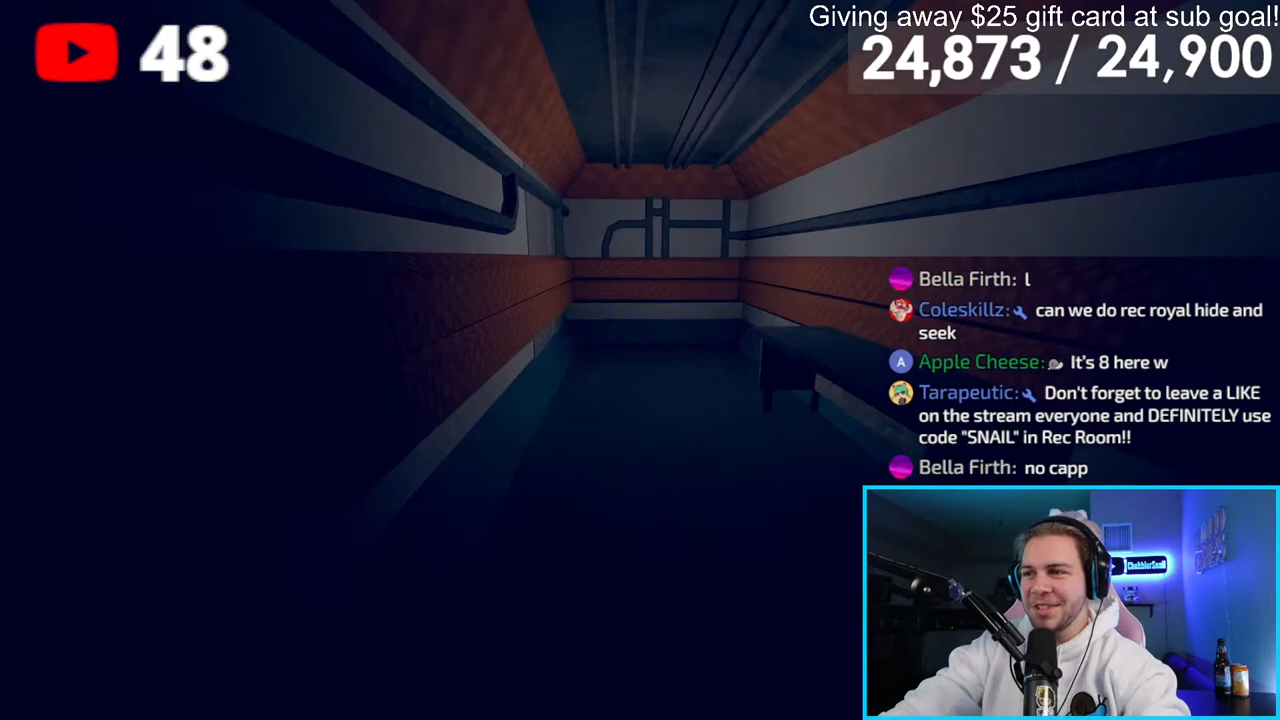 Giving away $25 gift card at sub goal!
48
24,873 / 24,900
Bella Firth: l
Coleskillz: can we do rec royal hide and
seek
A Apple Cheese: It's 8 here w
Tarapeutic: Don't forget to leave a LIKE
on the stream everyone and DEFINITELY use
code "SNAIL" in Rec Room!!
Bella Firth: no capp
ChubbierSnail